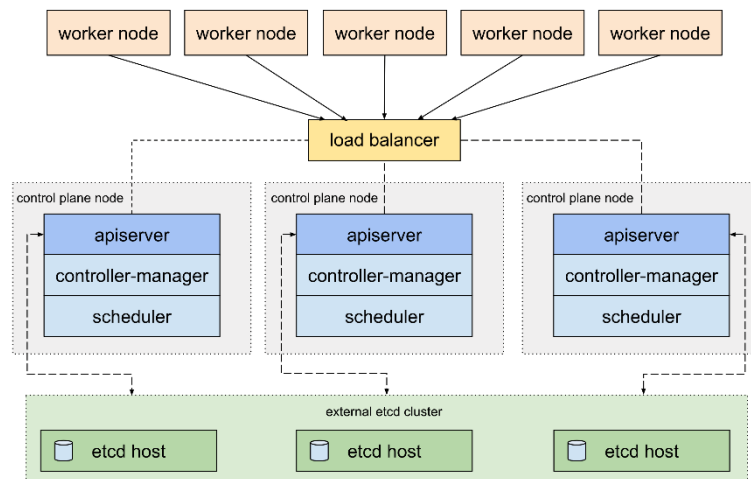 worker node
worker node
worker node
worker node
worker node
load balancer
control plane node
control plane node
control plane node
apiserver
apiserver
apiserver
controller-manager
controller-manager
controller-manager
scheduler
scheduler
scheduler
external etcd cluster
etcd host
etcd host
etcd host